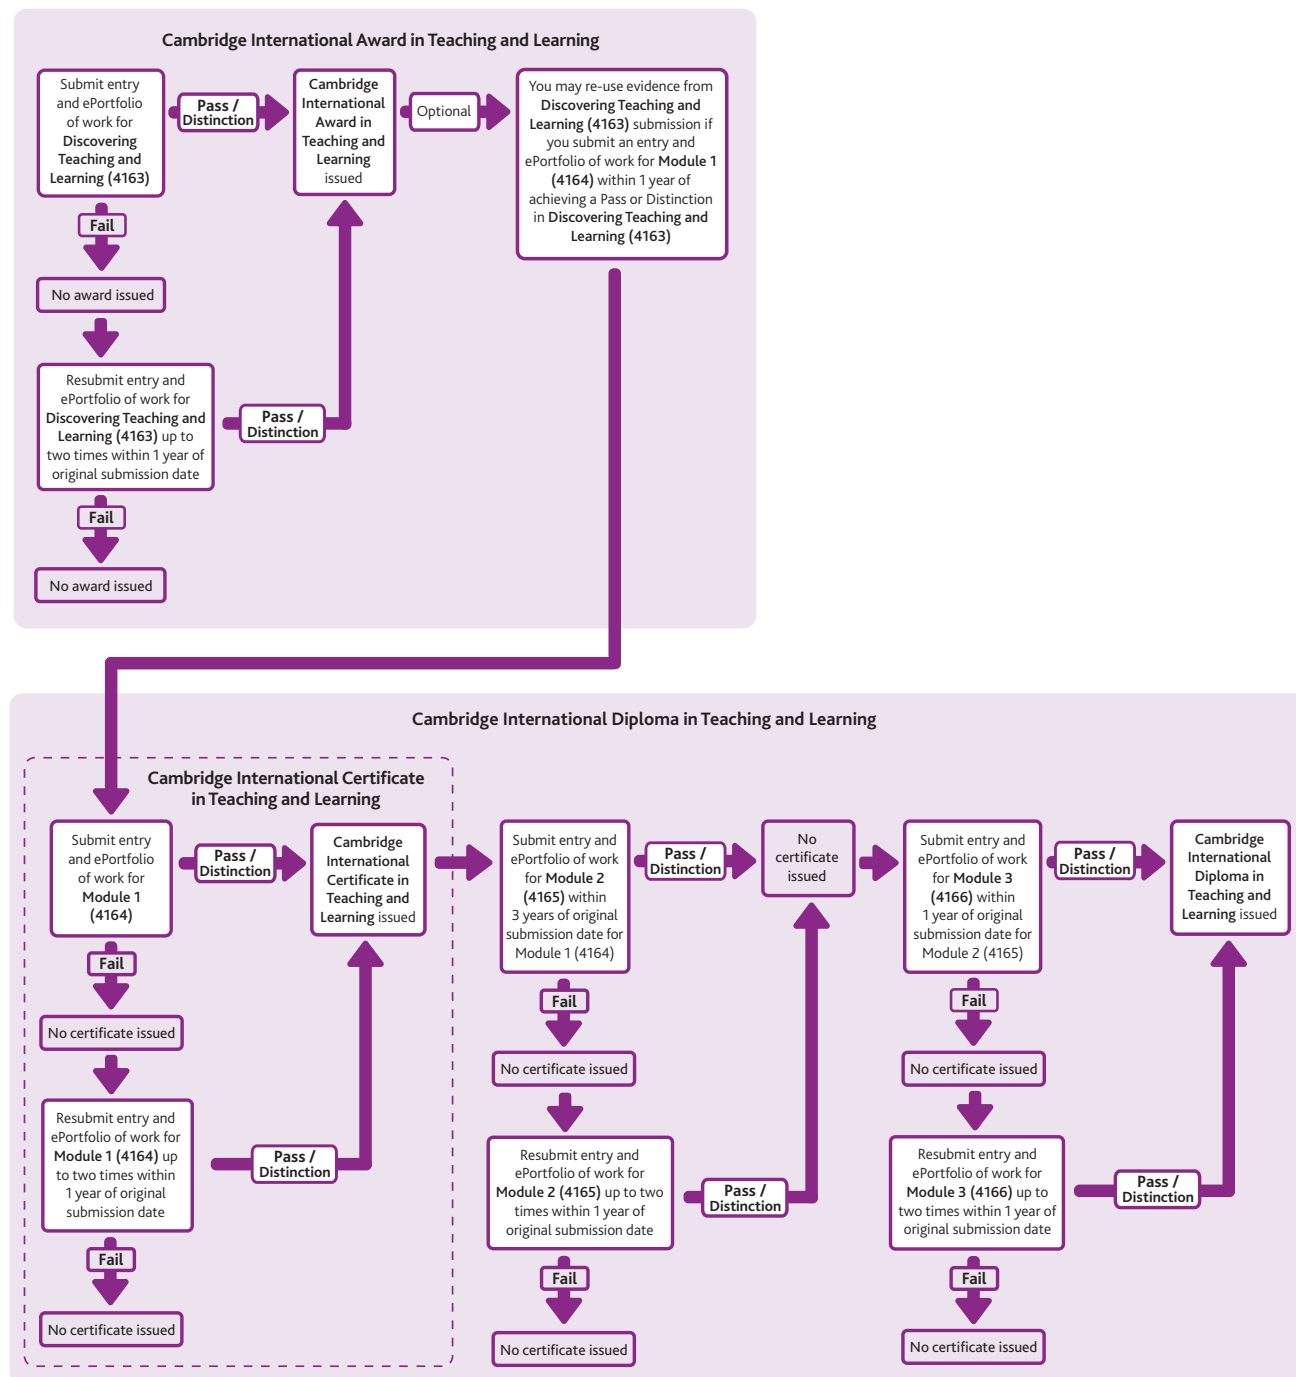 Cambridge International Award in Teaching and Learning
Submit entry
and ePortfolio
of work for
Discovering
Teaching and
Learning (4163)
Pass /
Distinction
Cambridge
International
Award in
Teaching and
Learning
issued
Optional
You may re-use evidence from
Discovering Teaching and
Learning (4163) submission if
you submit an entry and
ePortfolio of work for Module 1
(4164) within 1 year of
achieving a Pass or Distinction
in Discovering Teaching and
Learning (4163)
Fail
No award issued
Resubmit entry and
ePortfolio of work for
Discovering Teaching and
Learning (4163) up to
two times within 1 year of
original submission date
Pass /
Distinction
Fail
No award issued
Cambridge International Diploma in Teaching and Learning
Cambridge International Certificate
in Teaching and Learning
Submit entry
and ePortfolio
of work for
Module 1
(4164)
Pass /
Distinction
Cambridge
International
Certificate in
Teaching and
Learning issued
Fail
No certificate issued
Resubmit entry and
ePortfolio of work for
Module 1 (4164) up
to two times within
1 year of original
submission date
Pass /
Distinction
Fail
No certificate issued
Submit entry and
ePortfolio of work
for Module 2
(4165) within
3 years of original
submission date for
Module 1 (4164)
Pass /
Distinction
No
certificate
issued
Fail
No certificate issued
Resubmit entry and
ePortfolio of work for
Module 2 (4165) up to two
times within 1 year of
original submission date
Pass /
Distinction
Fail
No certificate issued
Submit entry and
ePortfolio of work
for Module 3
(4166) within
1 year of original
submission date for
Module 2 (4165)
Pass /
Distinction
Cambridge
International
Diploma in
Teaching and
Learning issued
Fail
No certificate issued
Resubmit entry and
ePortfolio of work for
Module 3 (4166) up to
two times within 1 year of
original submission date
Pass /
Distinction
Fail
No certificate issued